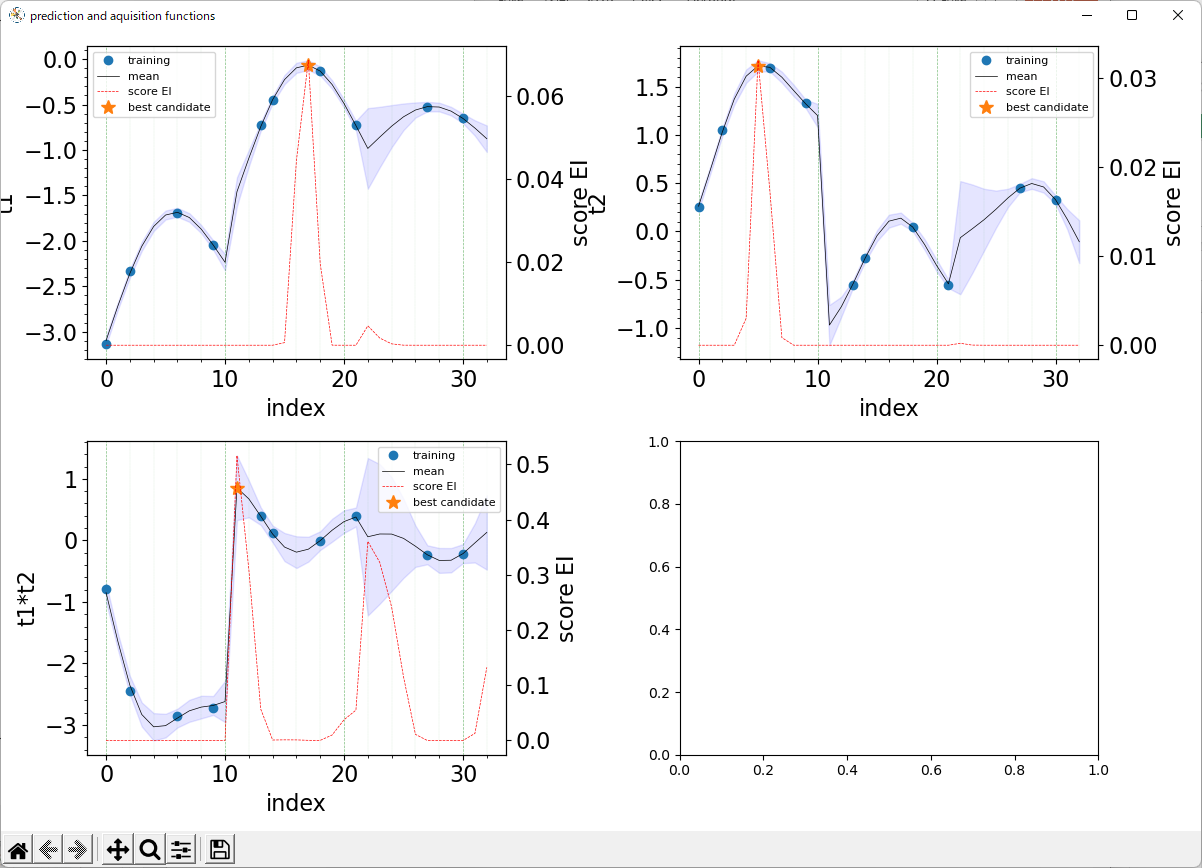 prediction and aquisition functions
training
mean
score EI
best candidate
0.0
−0.5
−1.0
−1.5
−2.0
−2.5
−3.0
t1
0.06
0.04
0.02
0.00
score EI
0
10
20
30
index
training
mean
score EI
best candidate
1.5
1.0
0.5
0.0
−0.5
−1.0
t2
0.03
0.02
0.01
0.00
score EI
0
10
20
30
index
training
mean
score EI
best candidate
1
0
−1
−2
−3
t1*t2
0.5
0.4
0.3
0.2
0.1
0.0
score EI
0
10
20
30
index
1.0
0.8
0.6
0.4
0.2
0.0
0.0
0.2
0.4
0.6
0.8
1.0